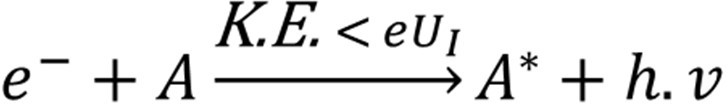 K.E. < eU_I
e⁻ + A ⟶ A* + h.v